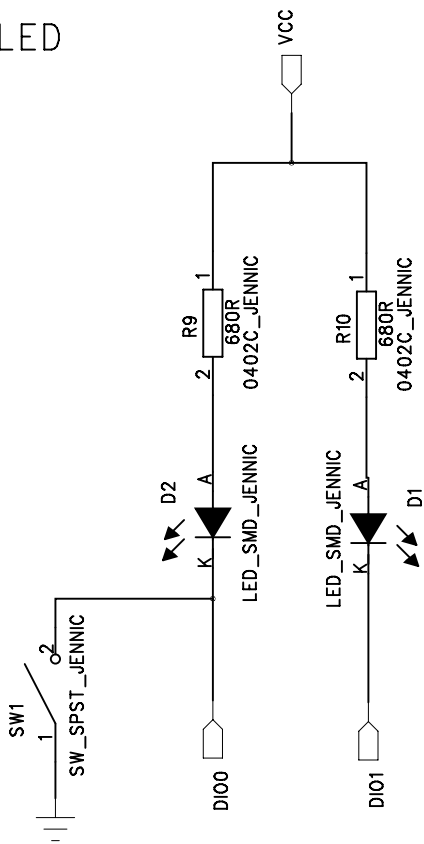 LED
VCC
R9
680R
0402C_JENNIC
1
2
R10
680R
0402C_JENNIC
1
2
D2
A
K
LED_SMD_JENNIC
LED_SMD_JENNIC
A
K
D1
SW1
1
2
SW_SPST_JENNIC
DIO0
DIO1